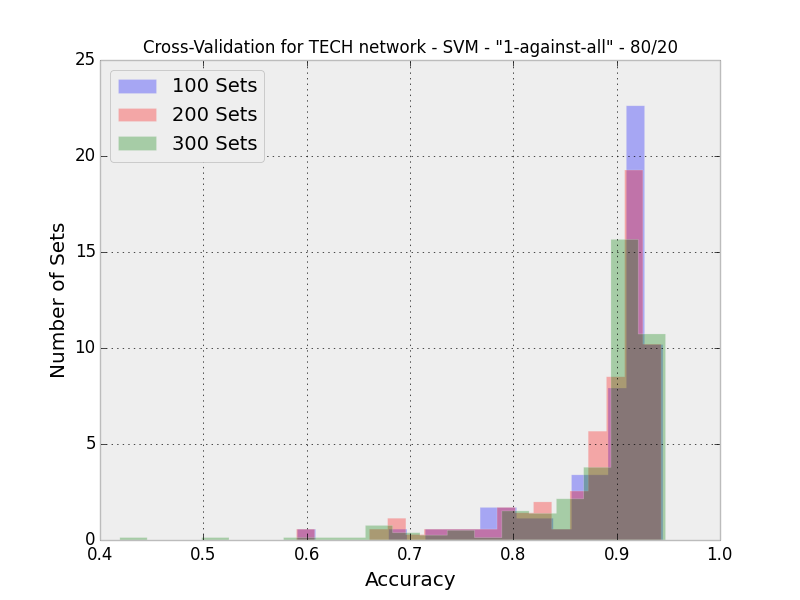 Cross-Validation for TECH network - SVM - "1-against-all" - 80/20
25
20
15
10
5
0
100 Sets
200 Sets
300 Sets
Number of Sets
0.4 0.5 0.6 0.7 0.8 0.9 1.0
Accuracy